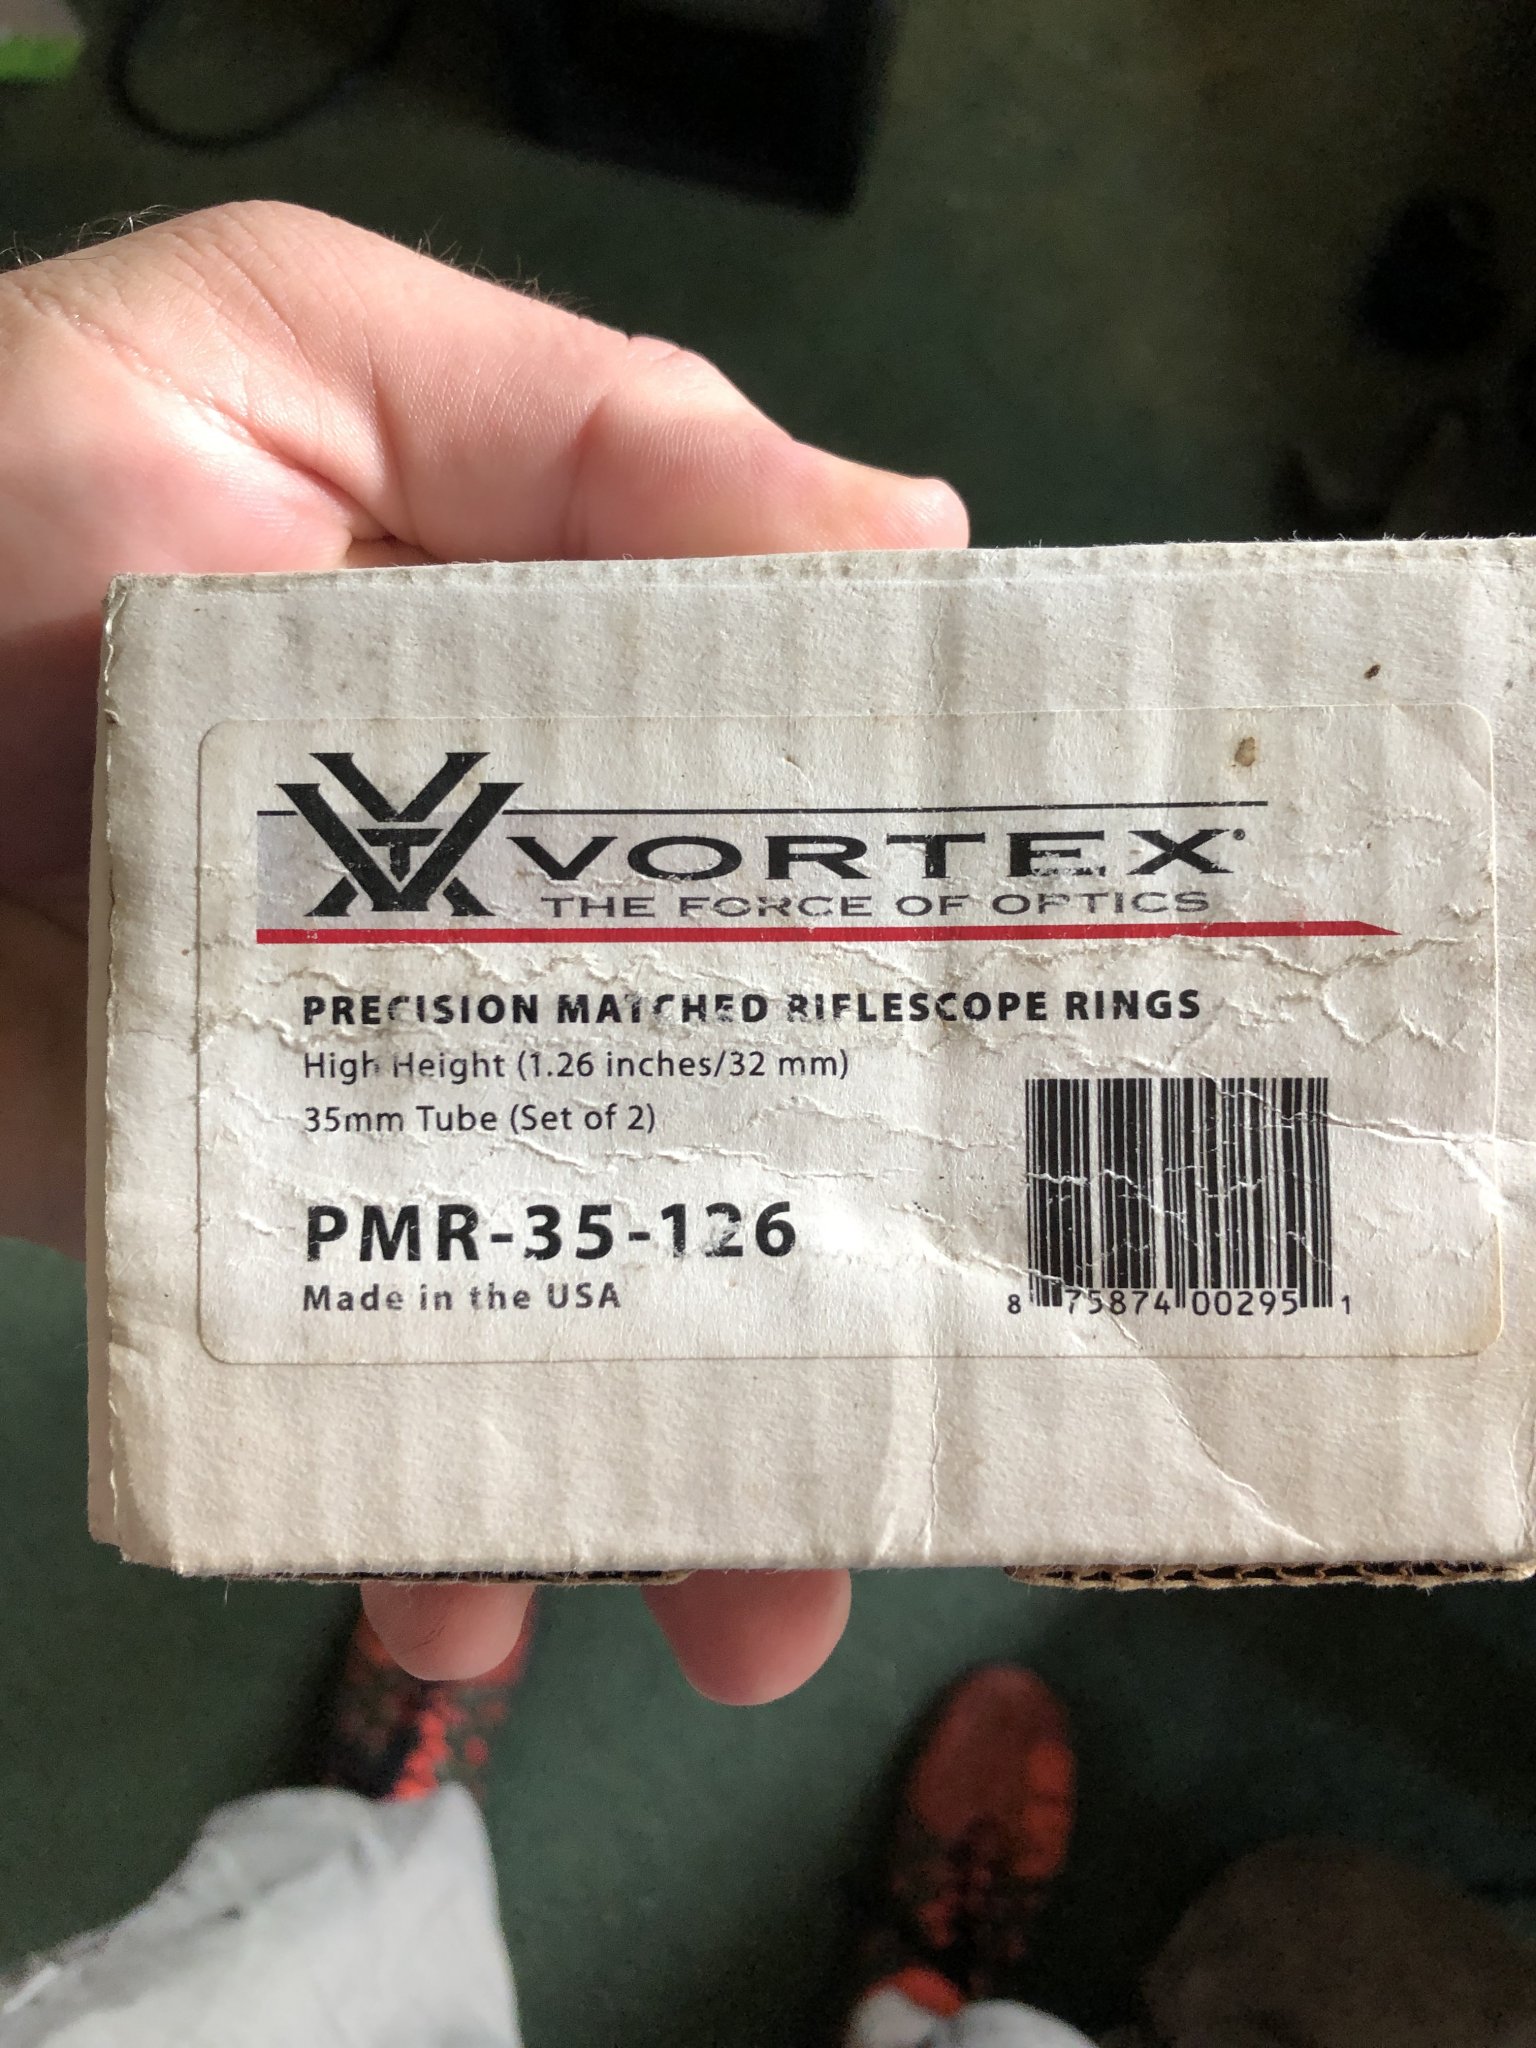 VORTEX®
THE FORCE OF OPTICS
PRECISION MATCHED RIFLESCOPE RINGS
High Height (1.26 inches/32 mm)
35mm Tube (Set of 2)
PMR-35-126
Made in the USA
8 75874 00295 1